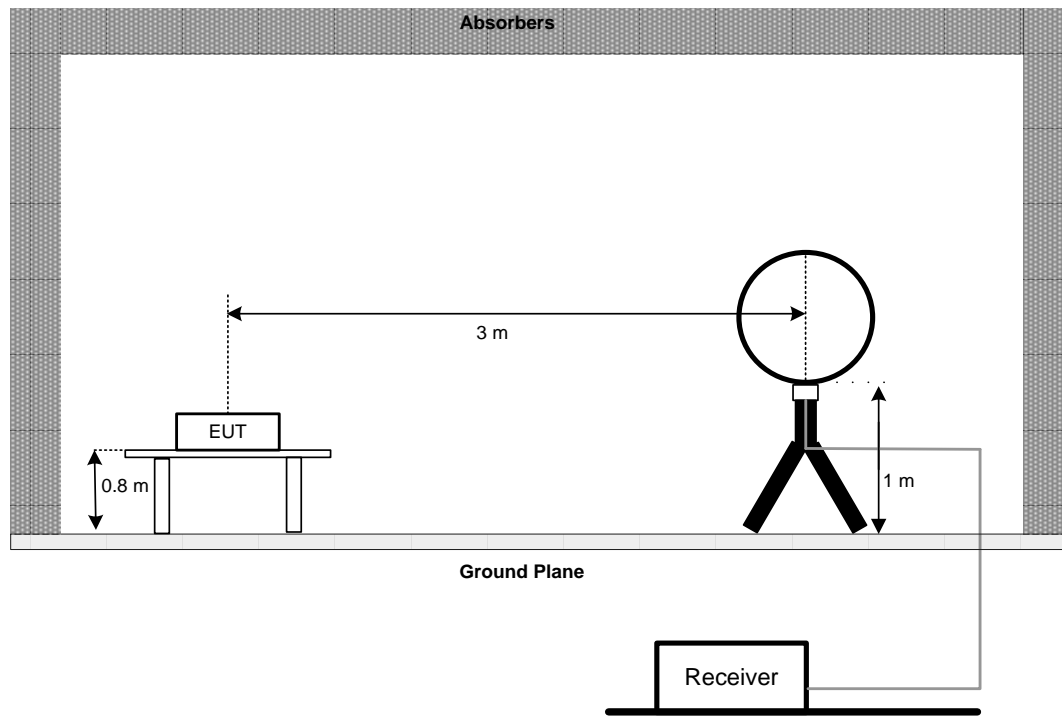 Absorbers
3 m
EUT
0.8 m
1 m
Ground Plane
Receiver